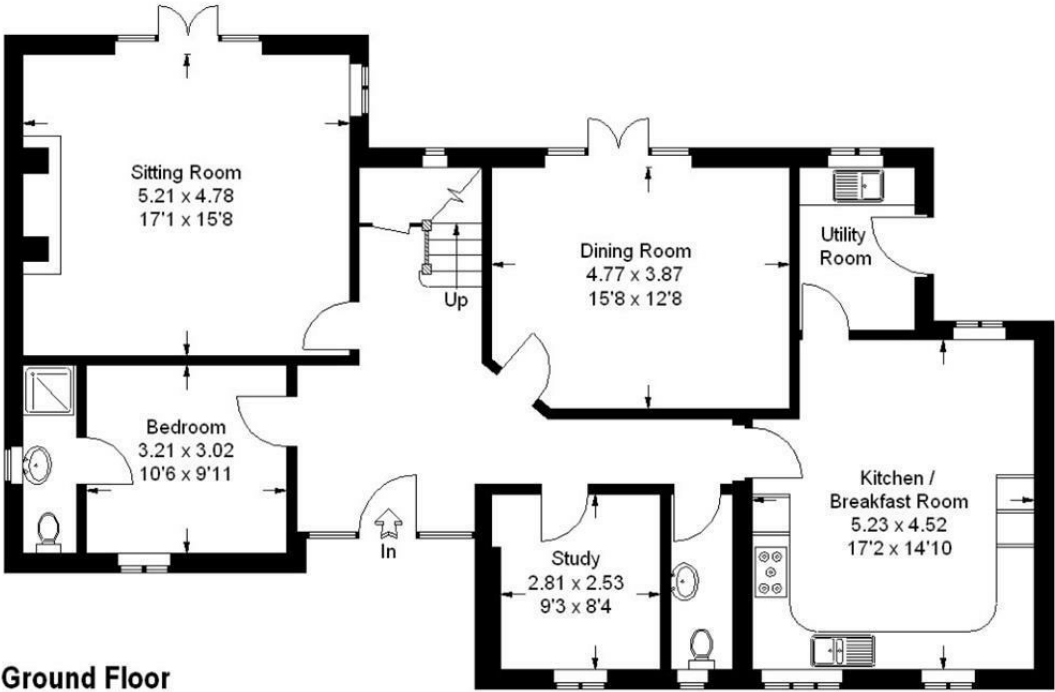 Sitting Room
5.21 x 4.78
17'1 x 15'8
Dining Room
4.77 x 3.87
15'8 x 12'8
Utility
Room
Up
Bedroom
3.21 x 3.02
10'6 x 9'11
Kitchen /
Breakfast Room
5.23 x 4.52
17'2 x 14'10
In
Study
2.81 x 2.53
9'3 x 8'4
Ground Floor